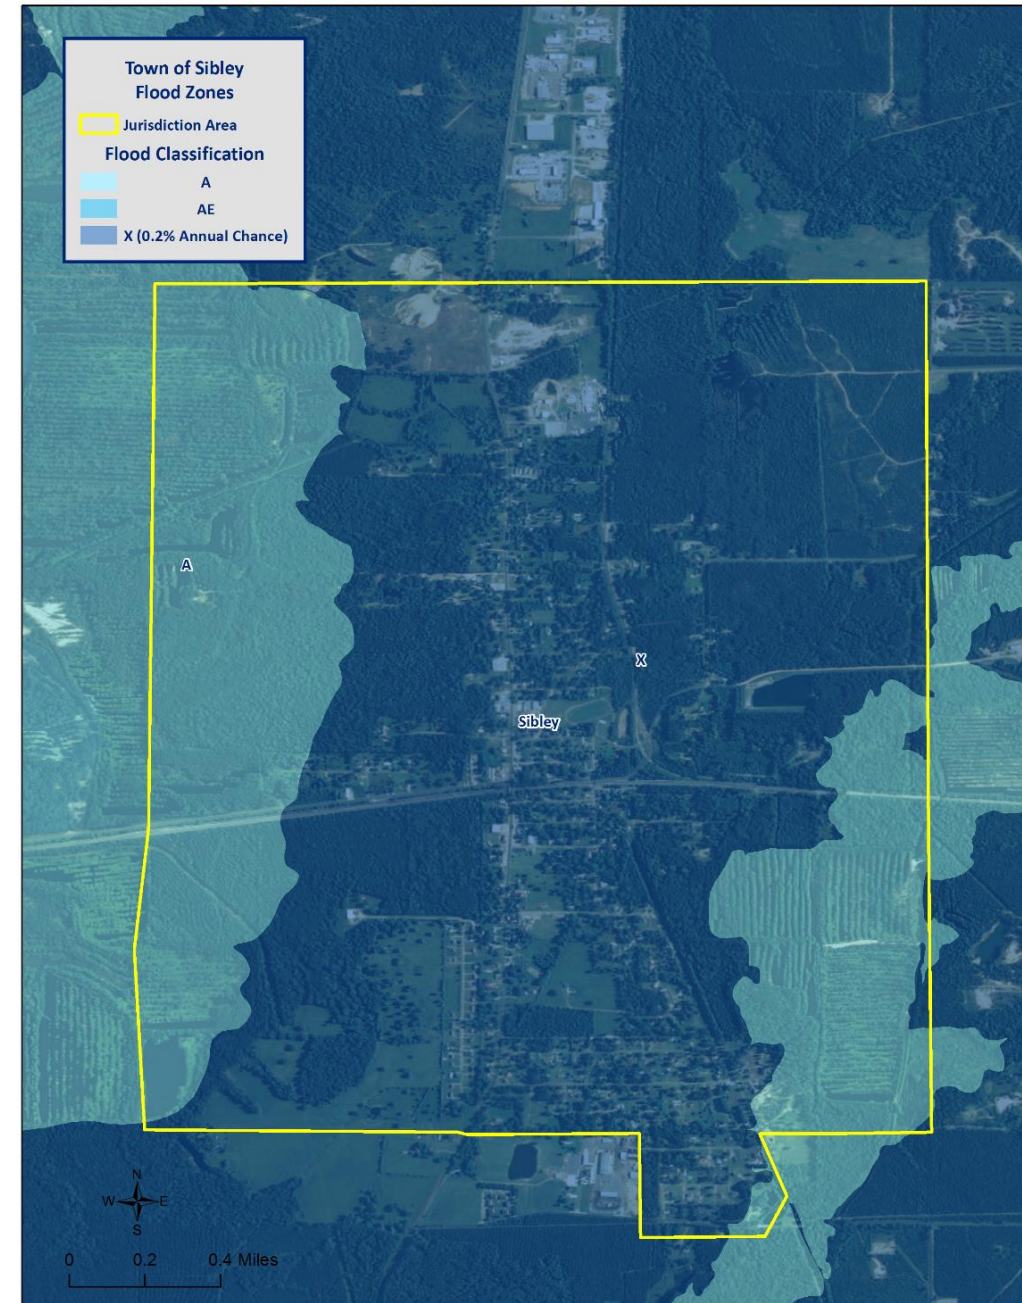 Town of Sibley
Flood Zones
Jurisdiction Area
Flood Classification
A
AE
X (0.2% Annual Chance)
A
X
Sibley
N
W E
S
0 0.2 0.4 Miles